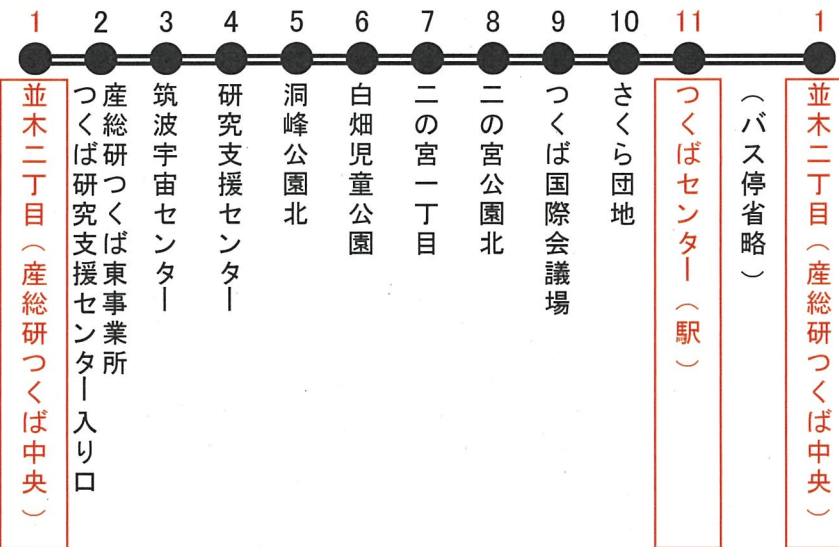 1 2 3 4 5 6 7 8 9 10 11 1
並木二丁目（産総研つくば中央）
産総研つくば東事業所
つくば研究支援センター入り口
筑波宇宙センター
研究支援センター
洞峰公園北
白畑児童公園
二の宮一丁目
二の宮公園北
つくば国際会議場
さくら団地
つくばセンター（駅）
（バス停省略）
並木二丁目（産総研つくば中央）